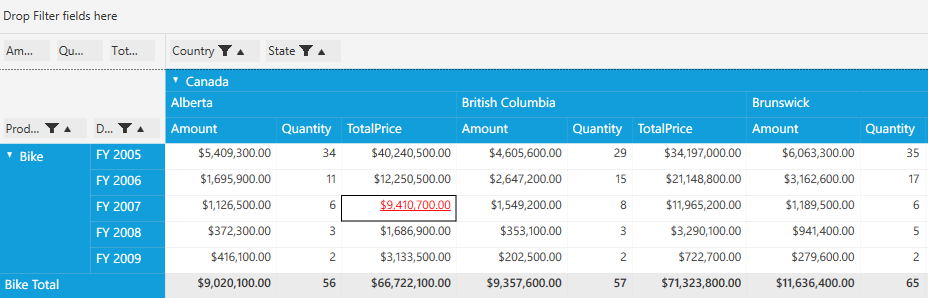 Drop Filter fields here
Am... Qu... Tot... Country State
Canada
Alberta British Columbia Brunswick
Prod... D... Amount Quantity TotalPrice Amount Quantity TotalPrice Amount Quantity
Bike FY 2005 $5,409,300.00 34 $40,240,500.00 $4,605,600.00 29 $34,197,000.00 $6,063,300.00 35
FY 2006 $1,695,900.00 11 $12,250,500.00 $2,647,200.00 15 $21,148,800.00 $3,162,600.00 17
FY 2007 $1,126,500.00 6 $9,410,700.00 $1,549,200.00 8 $11,965,200.00 $1,189,500.00 6
FY 2008 $372,300.00 3 $1,686,900.00 $353,100.00 3 $3,290,100.00 $941,400.00 5
FY 2009 $416,100.00 2 $3,133,500.00 $202,500.00 2 $722,700.00 $279,600.00 2
Bike Total $9,020,100.00 56 $66,722,100.00 $9,357,600.00 57 $71,323,800.00 $11,636,400.00 65